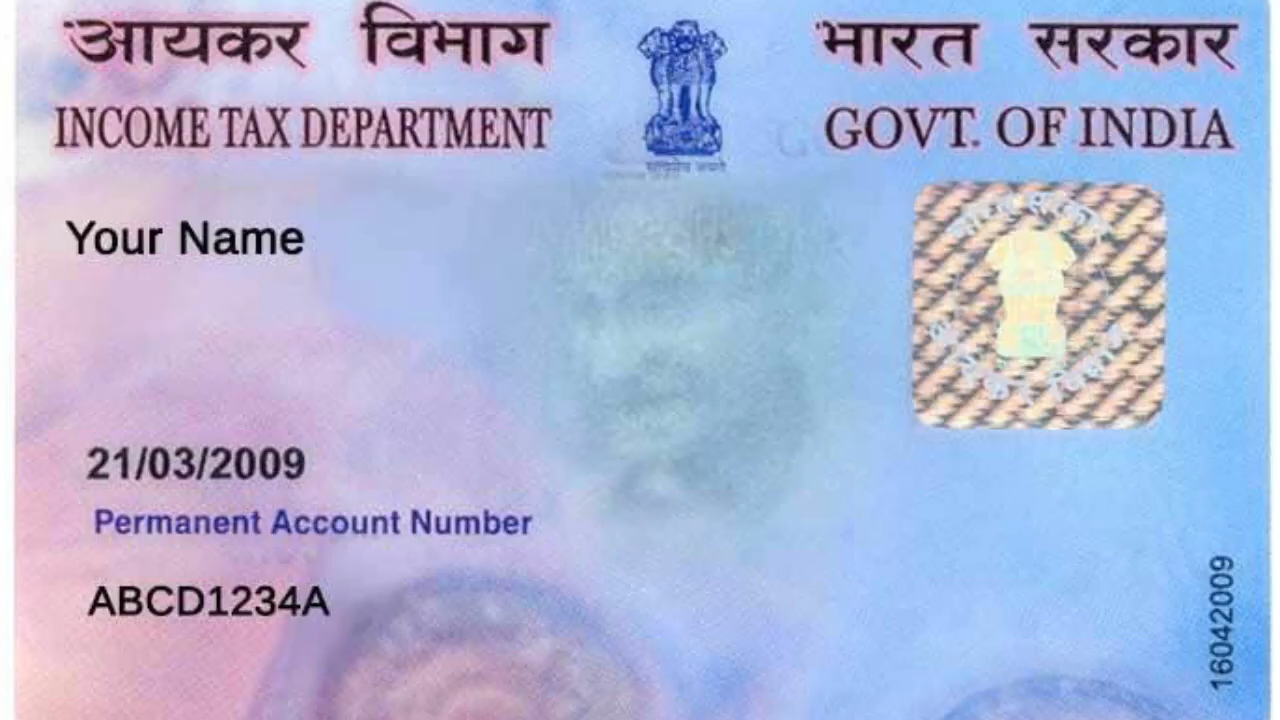 आयकर विभाग
भारत सरकार
INCOME TAX DEPARTMENT
GOVT. OF INDIA
Your Name
21/03/2009
Permanent Account Number
ABCD1234A
16042009